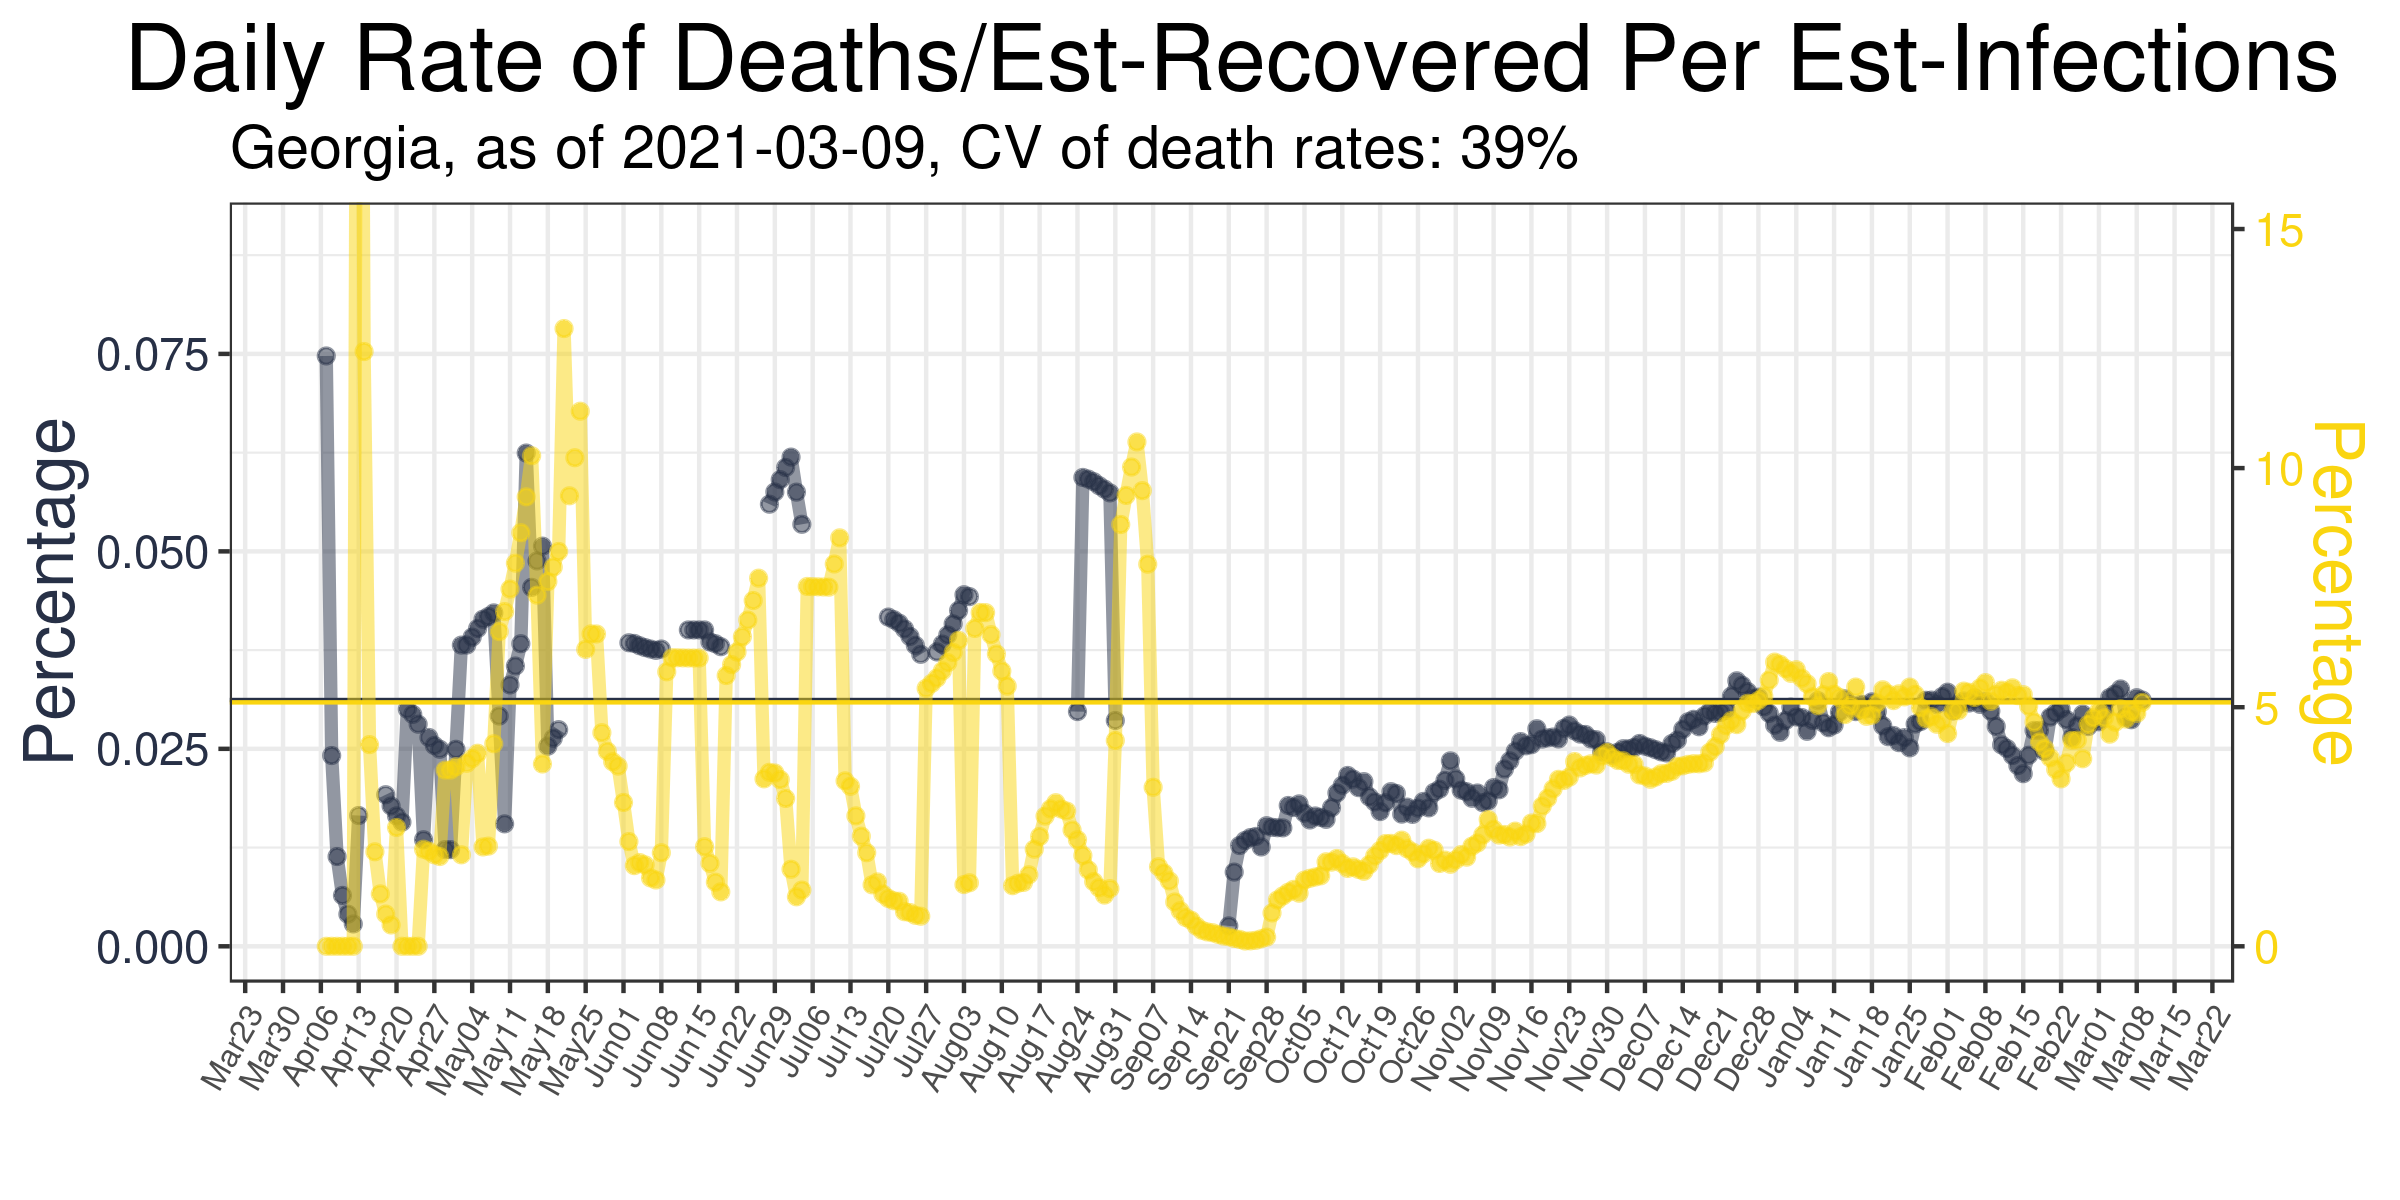 Daily Rate of Deaths/Est-Recovered Per Est-Infections
Georgia, as of 2021-03-09, CV of death rates: 39%
Percentage
0.075
0.050
0.025
0.000
15
10
5
0
Percentage
Mar23
Mar30
Apr06
Apr13
Apr20
Apr27
May04
May11
May18
May25
Jun01
Jun08
Jun15
Jun22
Jun29
Jul06
Jul13
Jul20
Jul27
Aug03
Aug10
Aug17
Aug24
Aug31
Sep07
Sep14
Sep21
Sep28
Oct05
Oct12
Oct19
Oct26
Nov02
Nov09
Nov16
Nov23
Nov30
Dec07
Dec14
Dec21
Dec28
Jan04
Jan11
Jan18
Jan25
Feb01
Feb08
Feb15
Feb22
Mar01
Mar08
Mar15
Mar22